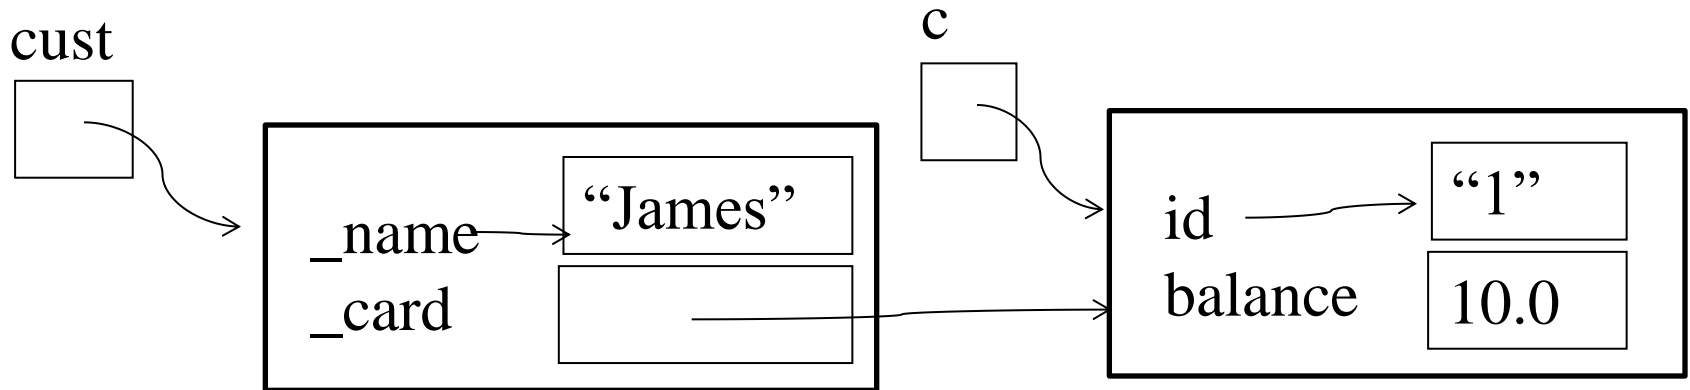 cust
c
_name “James”
_card
id “1”
balance 10.0